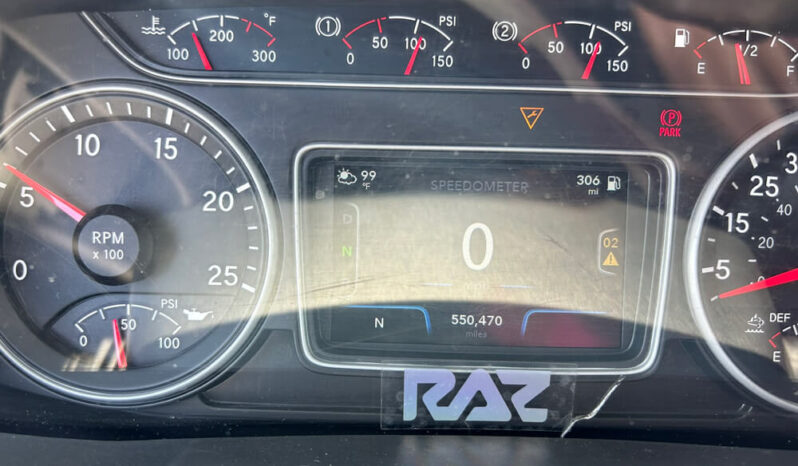 °F
100 200 300
(1) PSI
0 50 100 150
(2) PSI
0 50 100 150
E 1/2 F
P
PARK
0 5 10 15 20 25
RPM
x 100
PSI
0 50 100
99
°F
SPEEDOMETER
306
mi
D
N
0
02
N
550,470
miles
5 15 25
0 20 40
DEF
E
RAZ